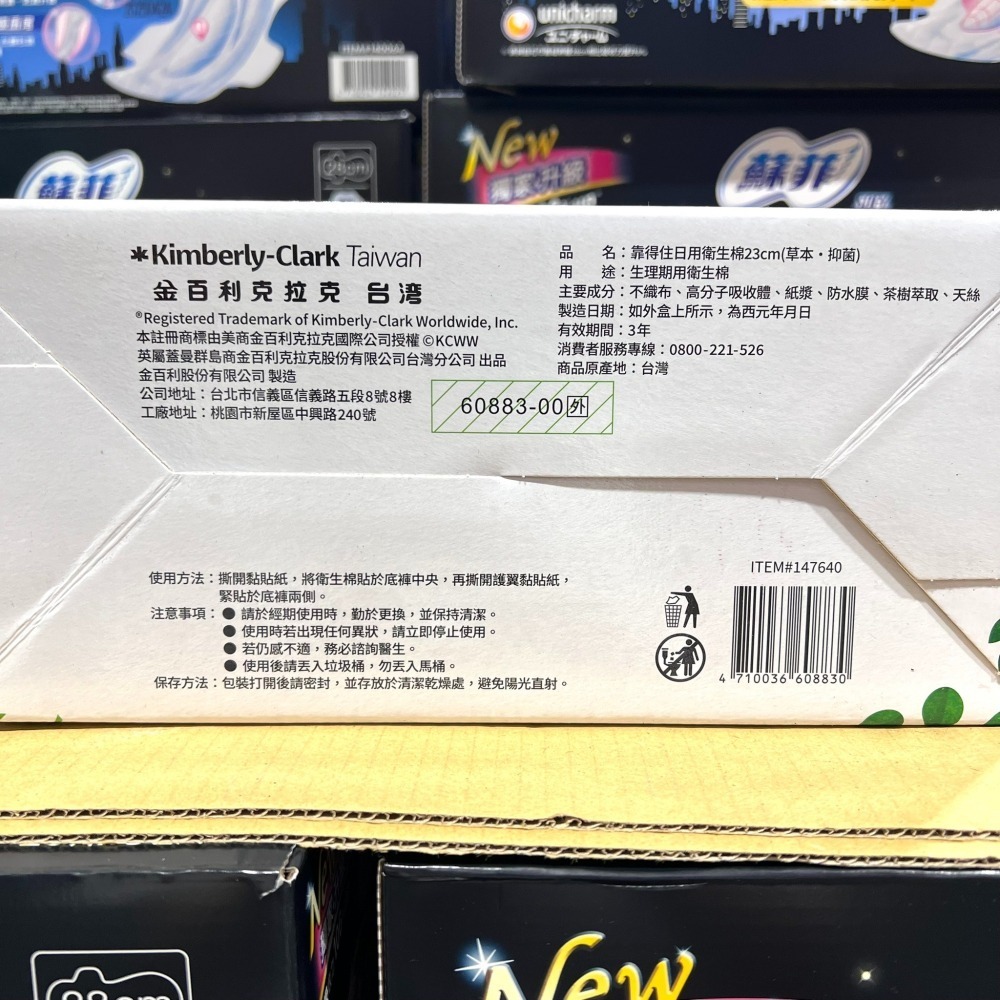 unicharm
ユニ・チャーム
New
獨家升級
蘇菲
蘇菲
28cm
Kimberly-Clark Taiwan
金百利克拉克 台湾
®Registered Trademark of Kimberly-Clark Worldwide, Inc.
本註冊商標由美商金百利克拉克國際公司授權 ©KCWW
英屬蓋曼群島商金百利克拉克股份有限公司台灣分公司 出品
金百利股份有限公司 製造
公司地址：台北市信義區信義路五段8號8樓
工廠地址：桃園市新屋區中興路240號
60883-00外
品 名：靠得住日用衛生棉23cm(草本・抑菌)
用 途：生理期用衛生棉
主要成分：不織布、高分子吸收體、紙漿、防水膜、茶樹萃取、天絲
製造日期：如外盒上所示，為西元年月日
有效期間：3年
消費者服務專線：0800-221-526
商品原產地：台灣
使用方法：撕開黏貼紙，將衛生棉貼於底褲中央，再撕開護翼黏貼紙，
緊貼於底褲兩側。
注意事項：● 請於經期使用時，勤於更換，並保持清潔。
● 使用時若出現任何異狀，請立即停止使用。
● 若仍感不適，務必諮詢醫生。
● 使用後請丟入垃圾桶，勿丟入馬桶。
保存方法：包裝打開後請密封，並存放於清潔乾燥處，避免陽光直射。
ITEM#147640
4 710036 608830
New